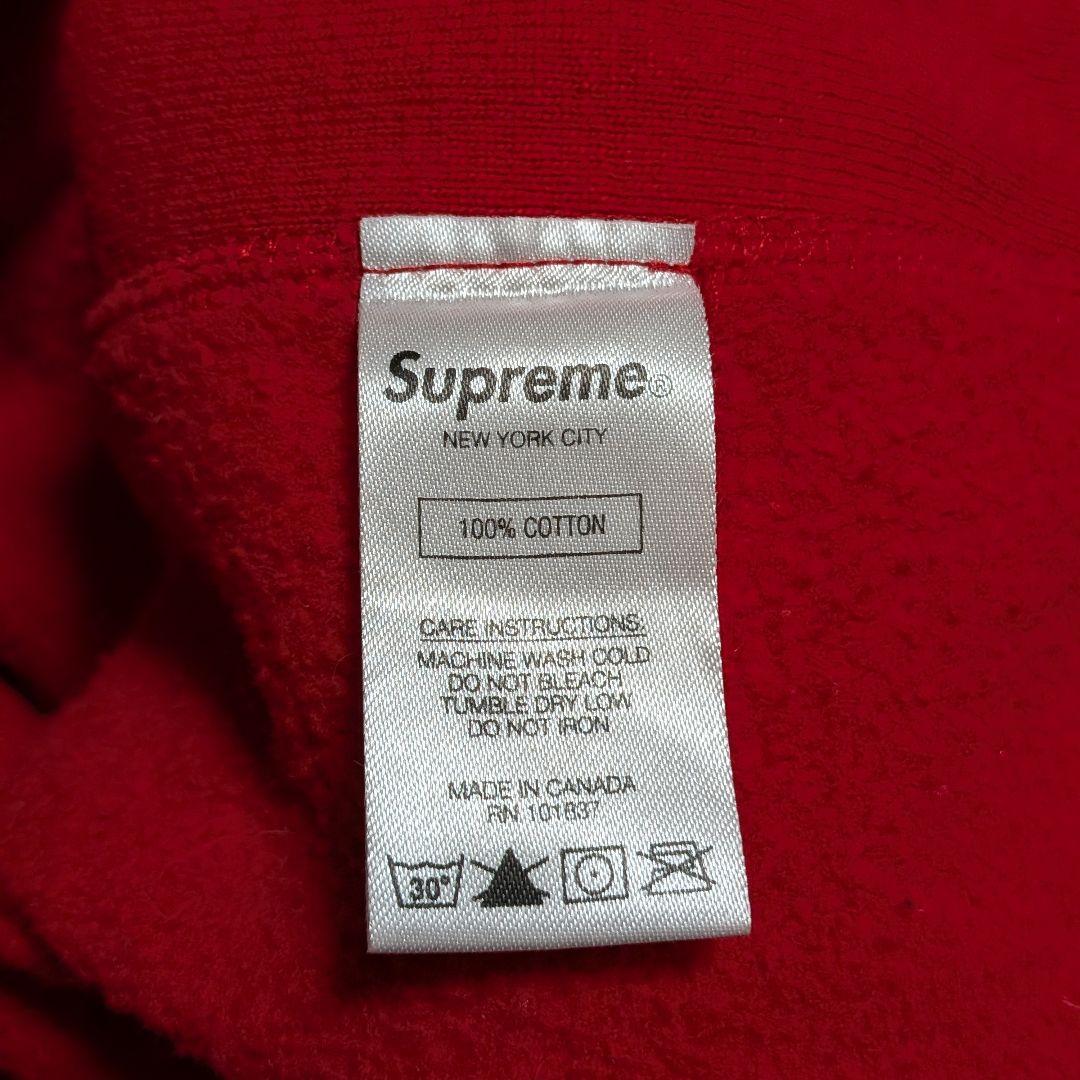 Supreme®
NEW YORK CITY
100% COTTON
CARE INSTRUCTIONS:
MACHINE WASH COLD
DO NOT BLEACH
TUMBLE DRY LOW
DO NOT IRON
MADE IN CANADA
RN 101837
30°